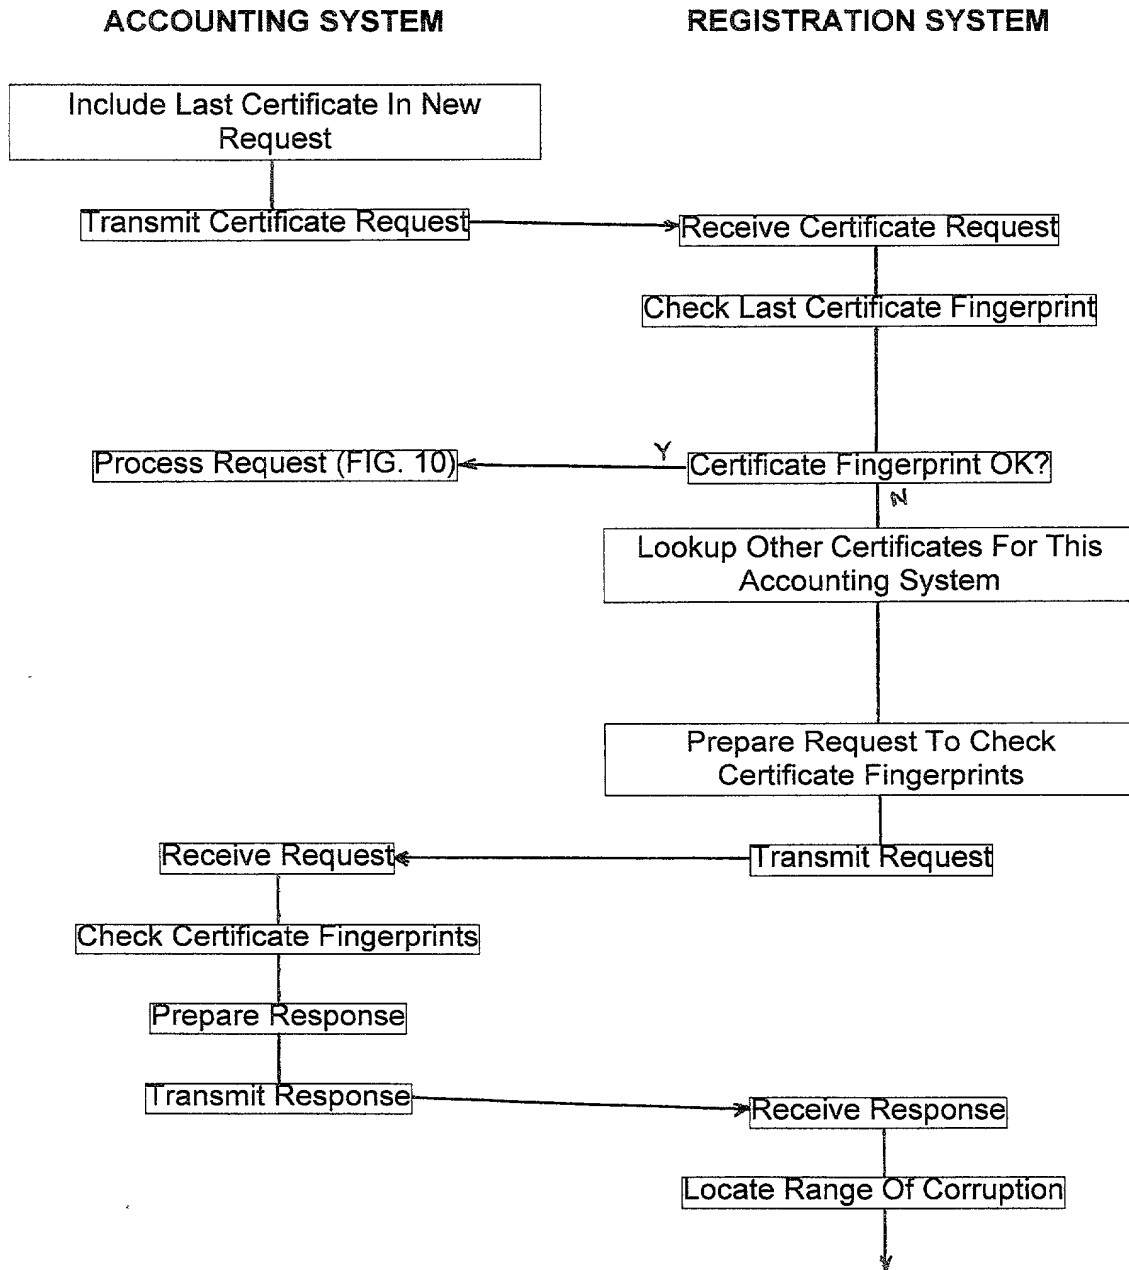 ACCOUNTING SYSTEM
REGISTRATION SYSTEM
Include Last Certificate In New
Request
Transmit Certificate Request
Receive Certificate Request
Check Last Certificate Fingerprint
Y
Process Request (FIG. 10)
Certificate Fingerprint OK?
N
Lookup Other Certificates For This
Accounting System
Prepare Request To Check
Certificate Fingerprints
Receive Request
Transmit Request
Check Certificate Fingerprints
Prepare Response
Transmit Response
Receive Response
Locate Range Of Corruption